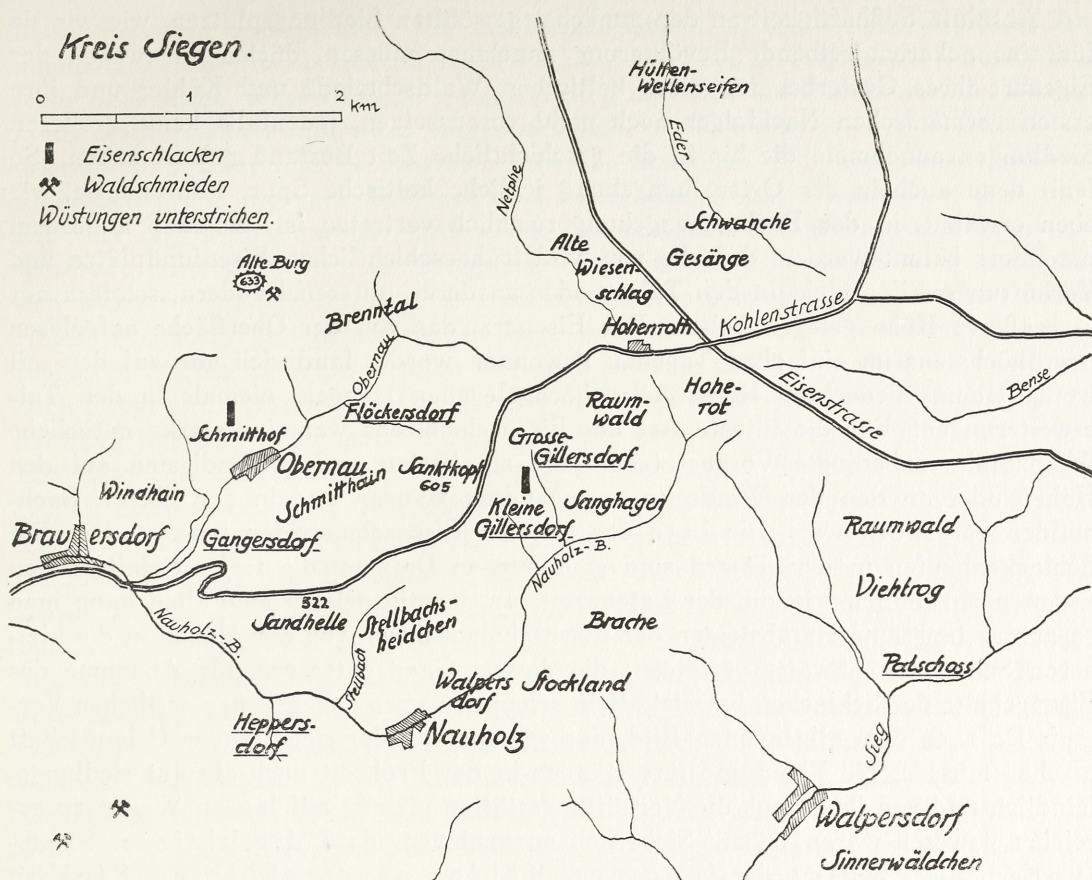 Kreis Siegen.
0 1 2 km
Eisenschlacken
Waldschmieden
Wüstungen unterstrichen.
Hütten-
Wellenseifen
Eder
Netphe
Schwanche
Alte
Wiesen-
schlag
Gesänge
Alte Burg
633
Brenntal
Hohenroth
Kohlenstrasse
Obernau
Eisenstrasse
Bense
Flöckersdorf
Raum-
wald
Hohe-
rot
Schmitthof
Grosse-
Gillersdorf
Obernau
Schmitthain
Sanktkopf
605
Windhain
Kleine
Gillersdorf
Sanghagen
Brauersdorf
Gangersdorf
Raumwald
Nauholz-B.
522
Sandhelle
Stellbachs-
heidchen
Viehtrog
Brache
Nauholz-B.
Stellbach
Patschoss
Walpers
dorf
Stockland
Heppers-
dorf
Nauholz
Sieg
Walpersdorf
Sinnerwäldchen